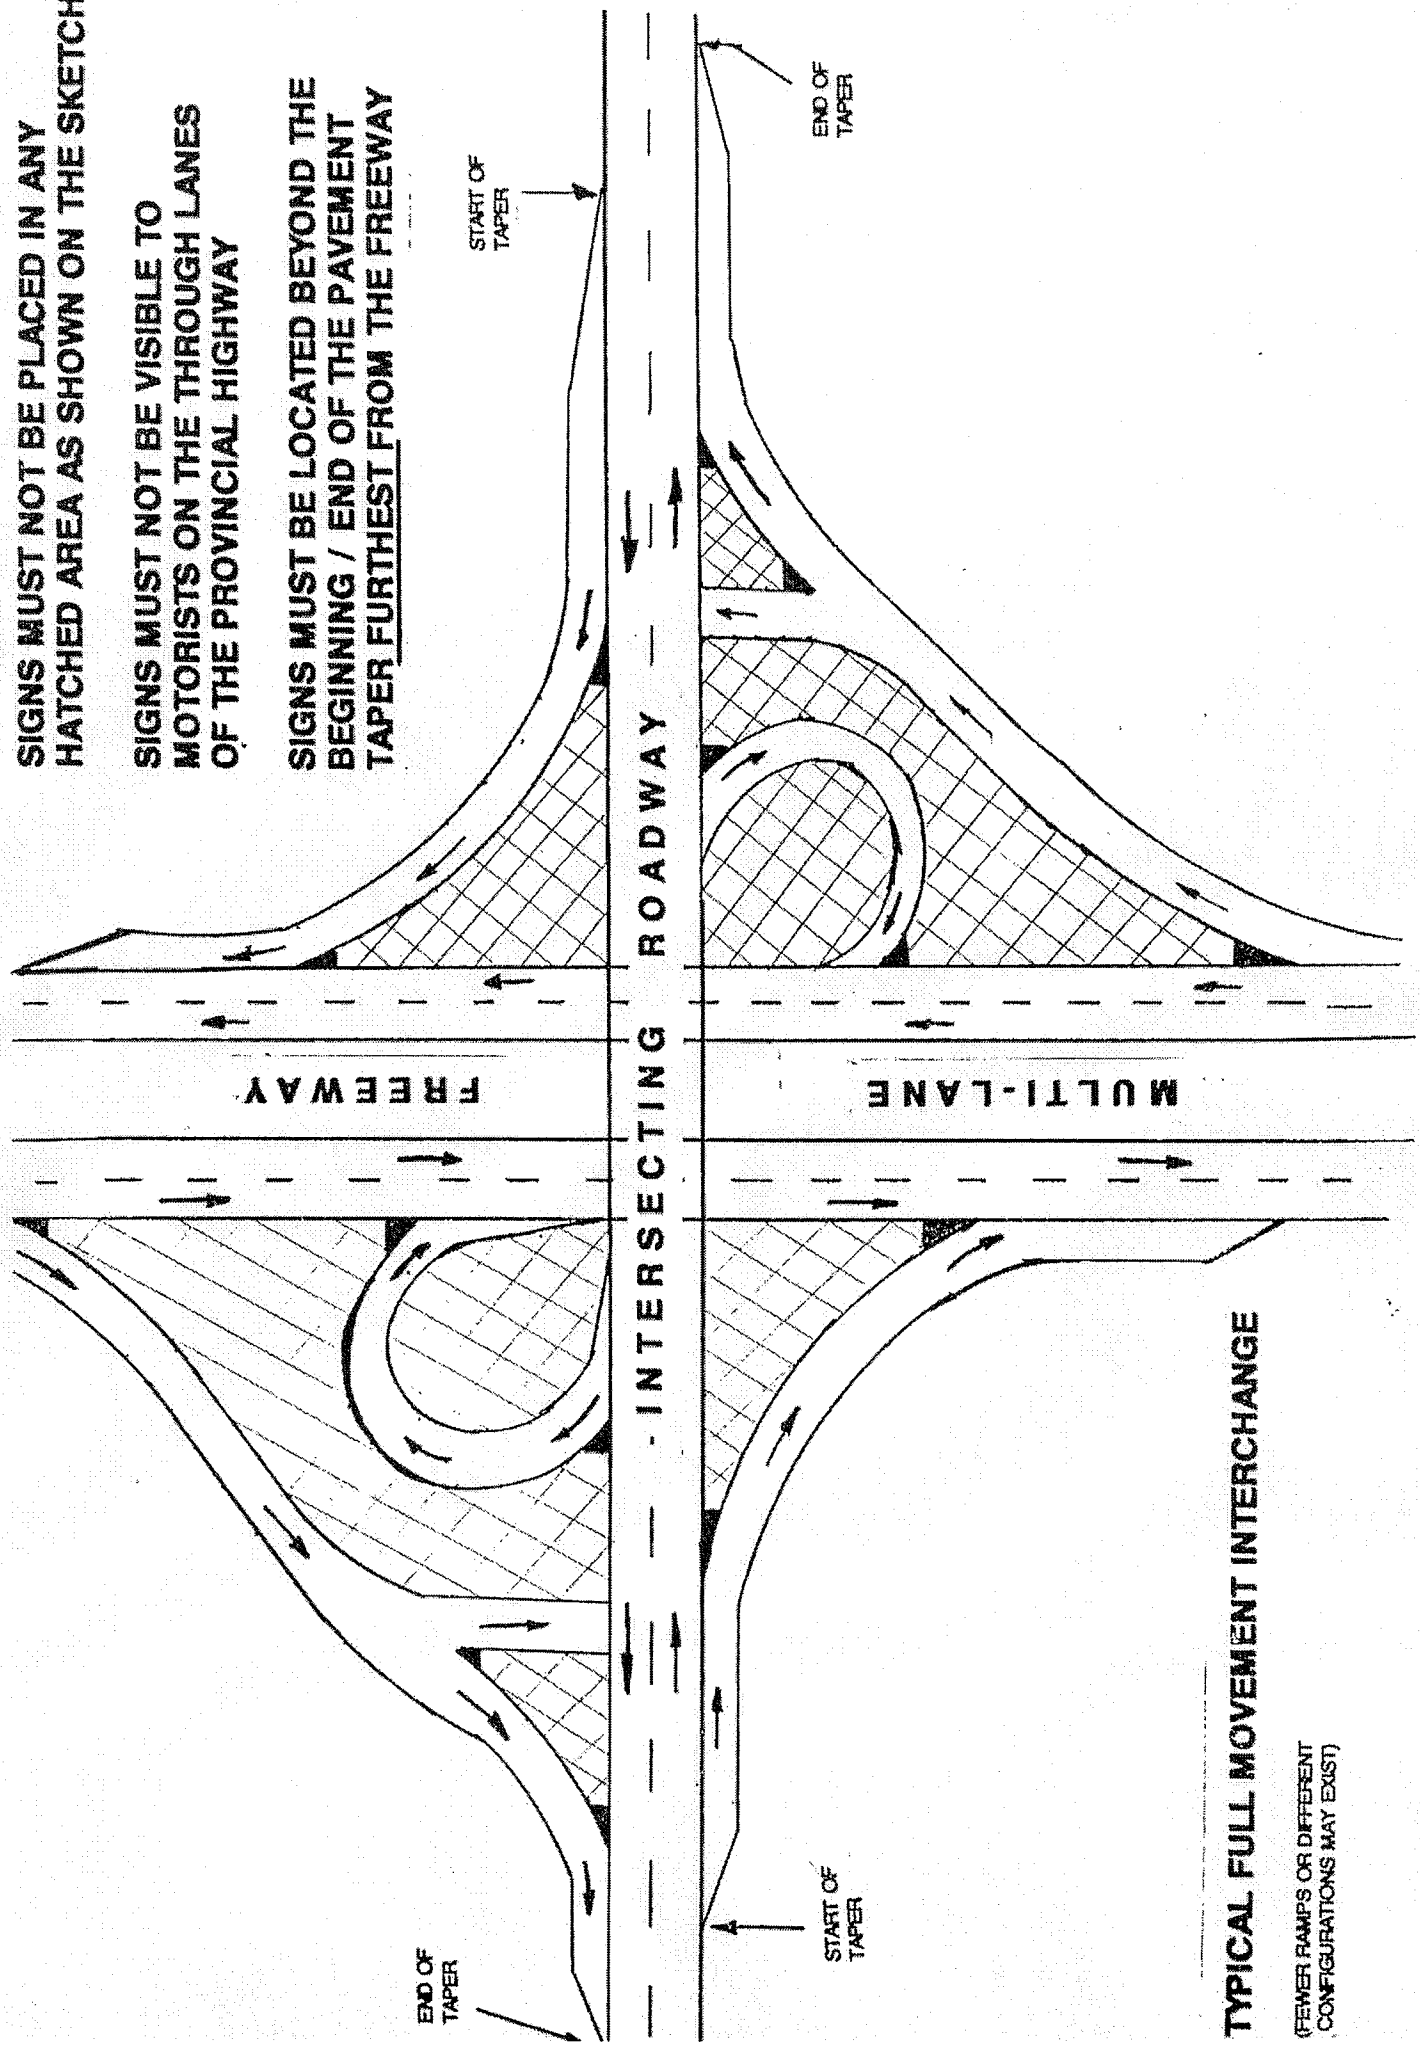 SIGNS MUST NOT BE PLACED IN ANY
HATCHED AREA AS SHOWN ON THE SKETCH
SIGNS MUST NOT BE VISIBLE TO
MOTORISTS ON THE THROUGH LANES
OF THE PROVINCIAL HIGHWAY
SIGNS MUST BE LOCATED BEYOND THE
BEGINNING / END OF THE PAVEMENT
TAPER FURTHEST FROM THE FREEWAY
START OF
TAPER
END OF
TAPER
FREEWAY
MULTI-LANE
INTERSECTING ROADWAY
END OF
TAPER
START OF
TAPER
TYPICAL FULL MOVEMENT INTERCHANGE
(FEWER RAMPS OR DIFFERENT
CONFIGURATIONS MAY EXIST)